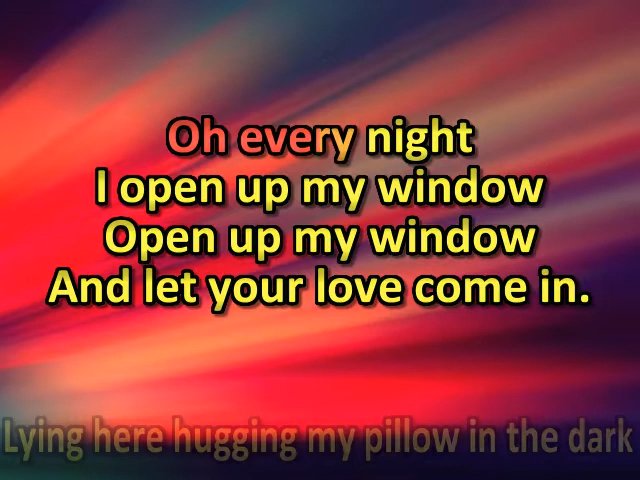 Oh every night
I open up my window
Open up my window
And let your love come in.
Lying here hugging my pillow in the dark